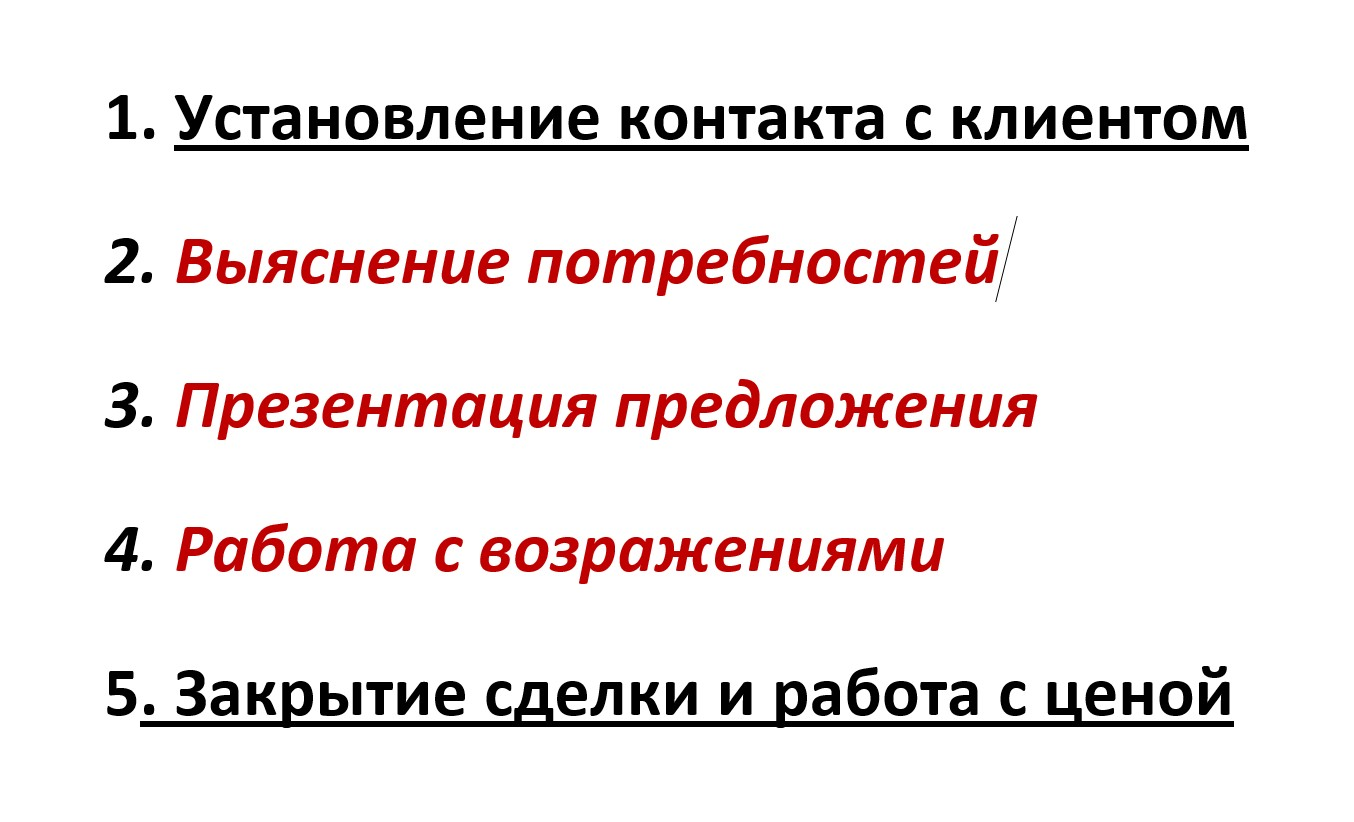 1. Установление контакта с клиентом
2. Выяснение потребностей
3. Презентация предложения
4. Работа с возражениями
5. Закрытие сделки и работа с ценой